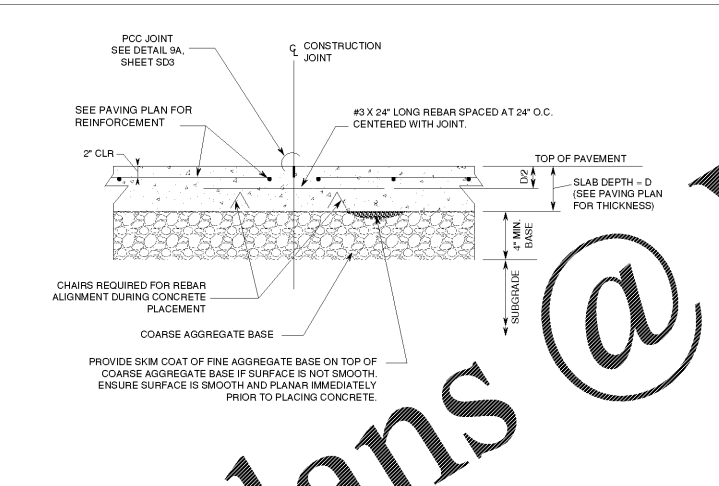 PCC JOINT
SEE DETAIL 9A,
SHEET SD3
℄ CONSTRUCTION
JOINT
SEE PAVING PLAN FOR
REINFORCEMENT
#3 X 24" LONG REBAR SPACED AT 24" O.C.
CENTERED WITH JOINT.
2" CLR
TOP OF PAVEMENT
D/2
SLAB DEPTH = D
(SEE PAVING PLAN
FOR THICKNESS)
4" MIN.
BASE
SUBGRADE
CHAIRS REQUIRED FOR REBAR
ALIGNMENT DURING CONCRETE
PLACEMENT
COARSE AGGREGATE BASE
PROVIDE SKIM COAT OF FINE AGGREGATE BASE ON TOP OF
COARSE AGGREGATE BASE IF SURFACE IS NOT SMOOTH.
ENSURE SURFACE IS SMOOTH AND PLANAR IMMEDIATELY
PRIOR TO PLACING CONCRETE.
lans @